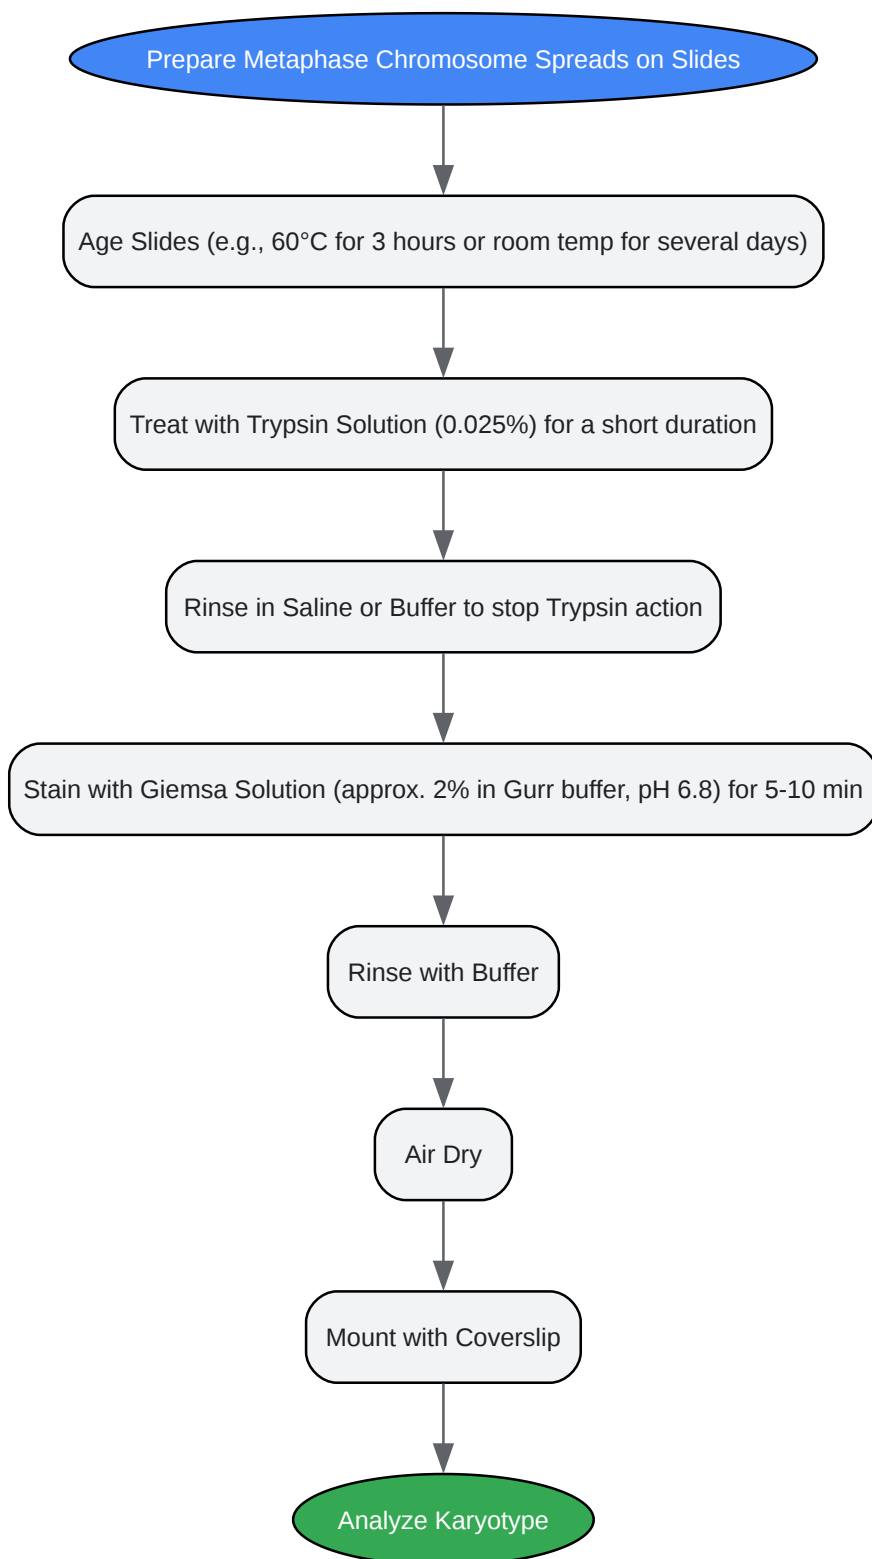 Prepare Metaphase Chromosome Spreads on Slides
Age Slides (e.g., 60°C for 3 hours or room temp for several days)
Treat with Trypsin Solution (0.025%) for a short duration
Rinse in Saline or Buffer to stop Trypsin action
Stain with Giemsa Solution (approx. 2% in Gurr buffer, pH 6.8) for 5-10 min
Rinse with Buffer
Air Dry
Mount with Coverslip
Analyze Karyotype